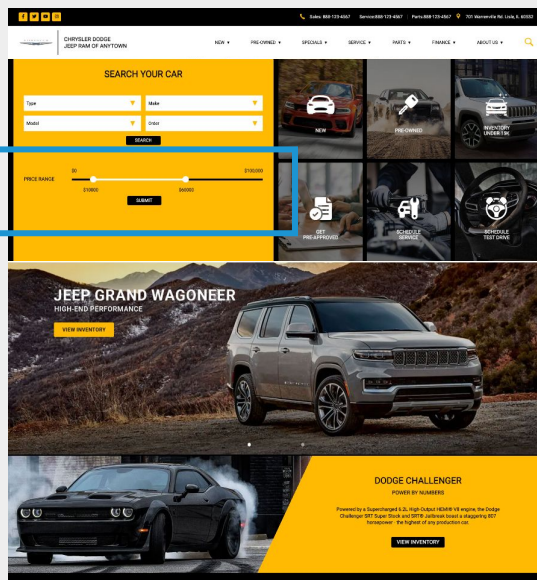 Sales: 888-123-4567 Service:888-123-4567 | Parts:888-123-4567 701 Warrenville Rd. Lisle, IL 60532
CHRYSLER DODGE
JEEP RAM OF ANYTOWN
NEW PRE-OWNED SPECIALS SERVICE PARTS FINANCE ABOUT US
SEARCH YOUR CAR
Type Make
Model Order
SEARCH
$0 $100,000
PRICE RANGE
$10000 $60000
SUBMIT
NEW
PRE-OWNED
INVENTORY
UNDER 15K
GET
PRE-APPROVED
SCHEDULE
SERVICE
SCHEDULE
TEST DRIVE
JEEP GRAND WAGONEER
HIGH-END PERFORMANCE
VIEW INVENTORY
DODGE CHALLENGER
POWER BY NUMBERS
Powered by a Supercharged 6.2L High-Output HEMI® V8 engine, the Dodge
Challenger SRT Super Stock and SRT® Jailbreak boast a staggering 807
horsepower - the highest of any production car.
VIEW INVENTORY